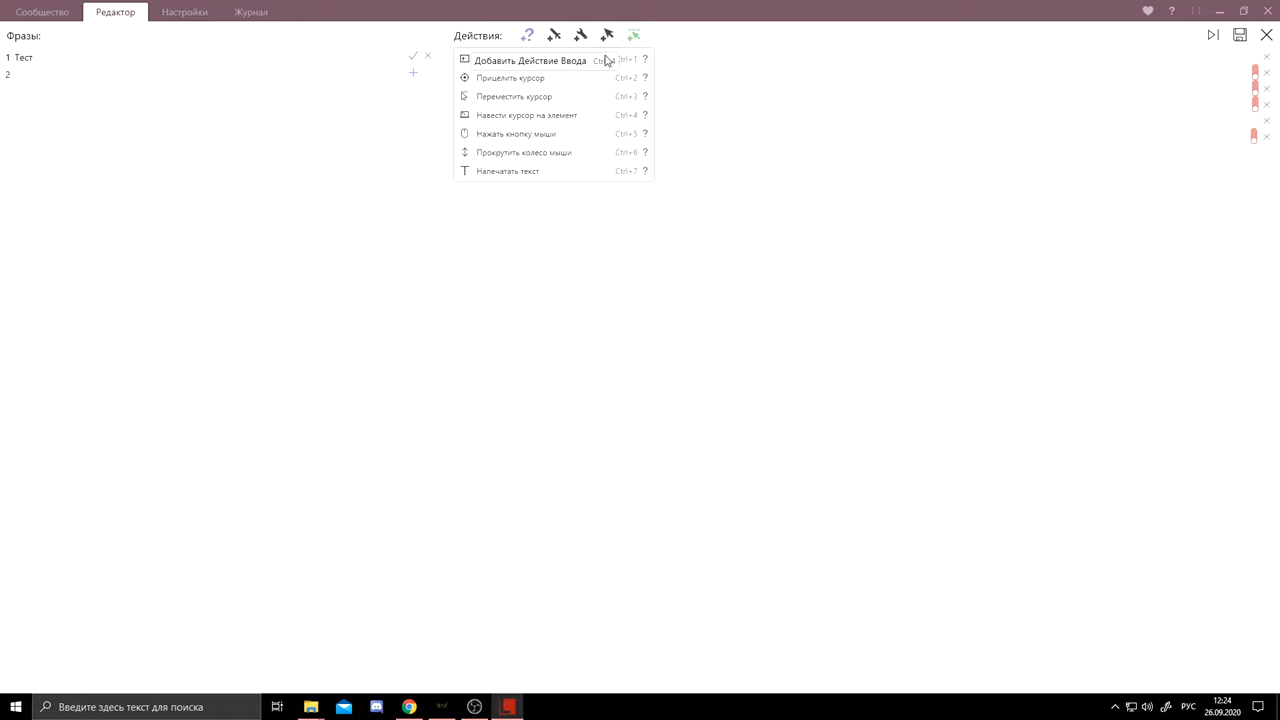 Сообщество Редактор Настройки Журнал
Фразы: Действия:
1 Тест
2
Добавить Действие Ввода trl+1 ?
Прицелить курсор Ctrl+2 ?
Переместить курсор Ctrl+3 ?
Навести курсор на элемент Ctrl+4 ?
Нажать кнопку мыши Ctrl+5 ?
Прокрутить колесо мыши Ctrl+6 ?
Напечатать текст Ctrl+7 ?
Введите здесь текст для поиска
РУС
12:24
26.09.2020